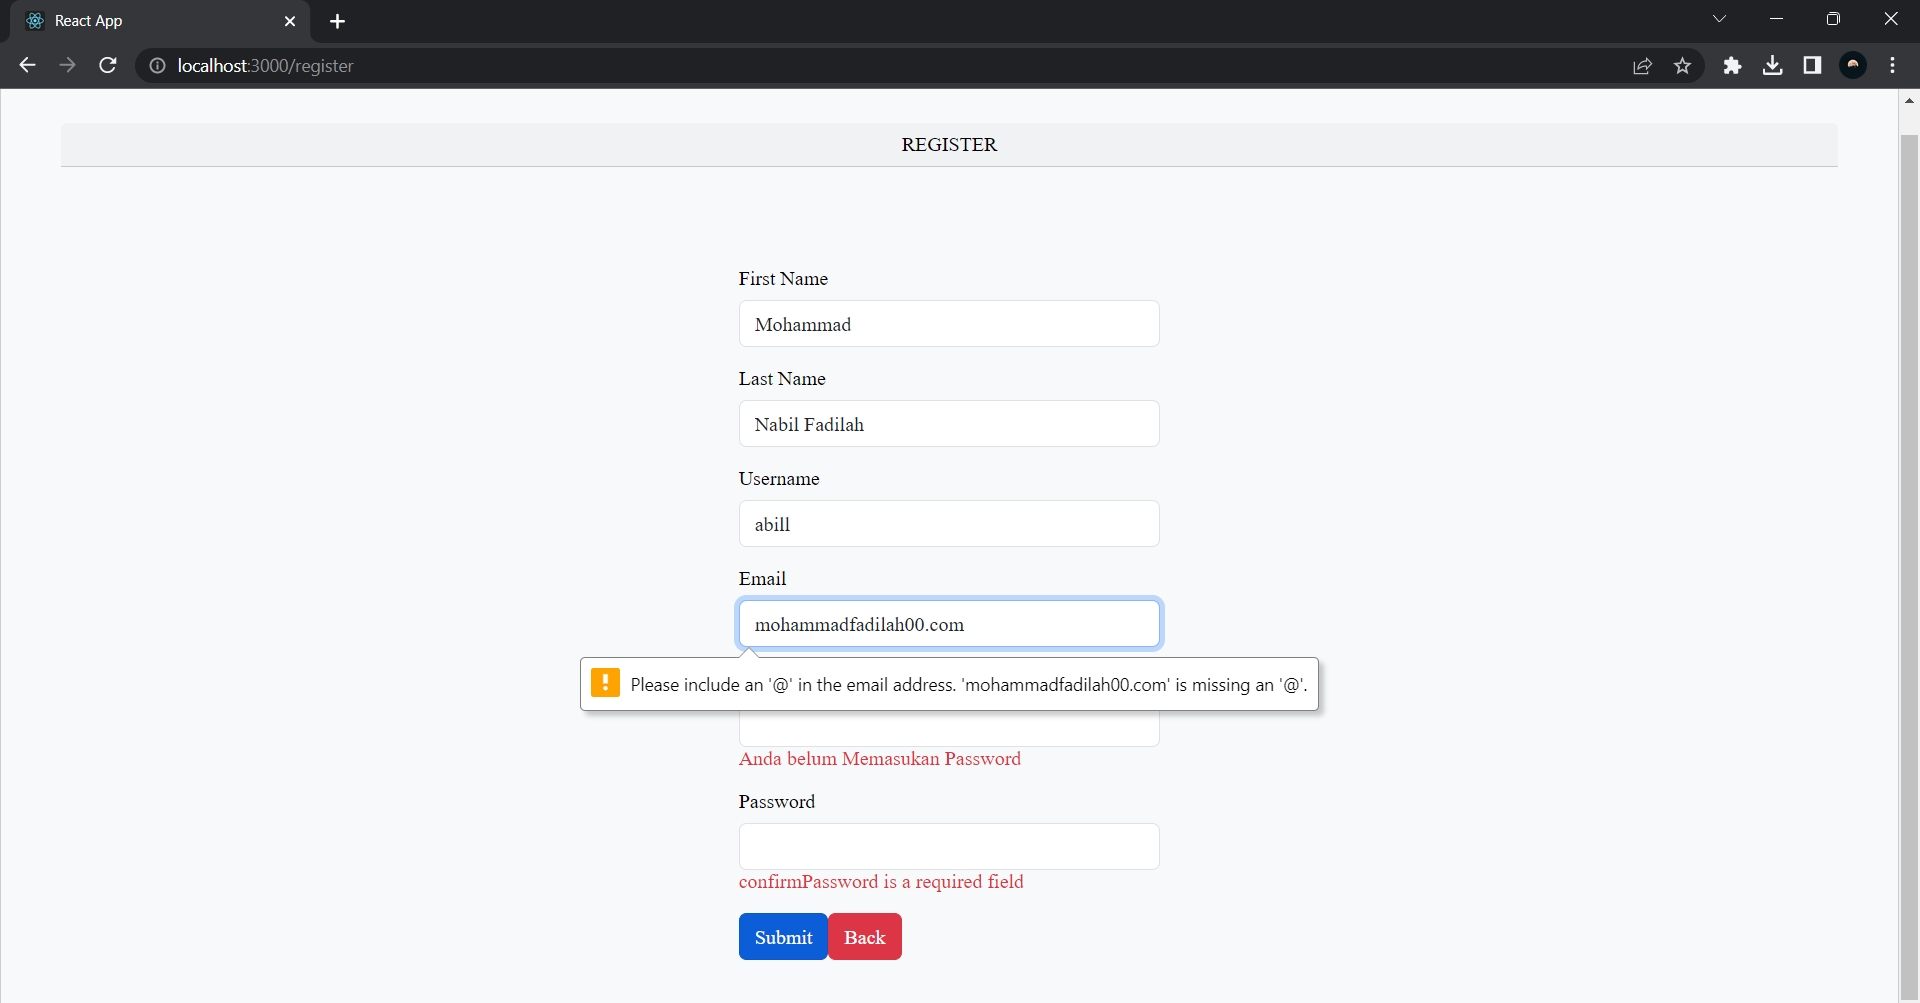 React App
localhost:3000/register
REGISTER
First Name
Mohammad
Last Name
Nabil Fadilah
Username
abill
Email
mohammadfadilah00.com
! Please include an '@' in the email address. 'mohammadfadilah00.com' is missing an '@'.
Anda belum Memasukan Password
Password
confirmPassword is a required field
Submit Back